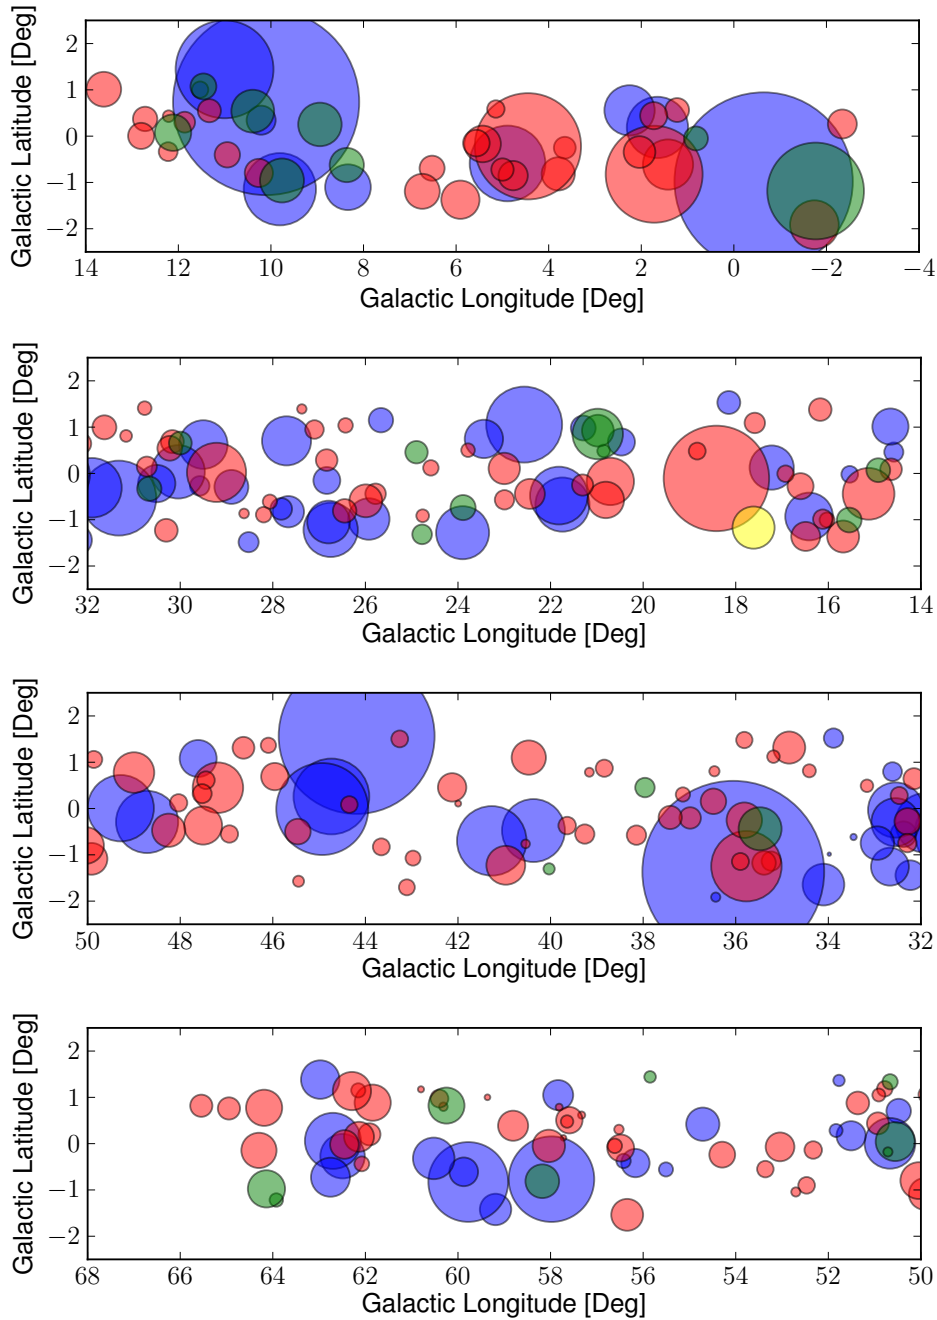 Galactic Latitude [Deg]
2
1
0
−1
−2
14 12 10 8 6 4 2 0 −2 −4
Galactic Longitude [Deg]
Galactic Latitude [Deg]
2
1
0
−1
−2
32 30 28 26 24 22 20 18 16 14
Galactic Longitude [Deg]
Galactic Latitude [Deg]
2
1
0
−1
−2
50 48 46 44 42 40 38 36 34 32
Galactic Longitude [Deg]
Galactic Latitude [Deg]
2
1
0
−1
−2
68 66 64 62 60 58 56 54 52 50
Galactic Longitude [Deg]